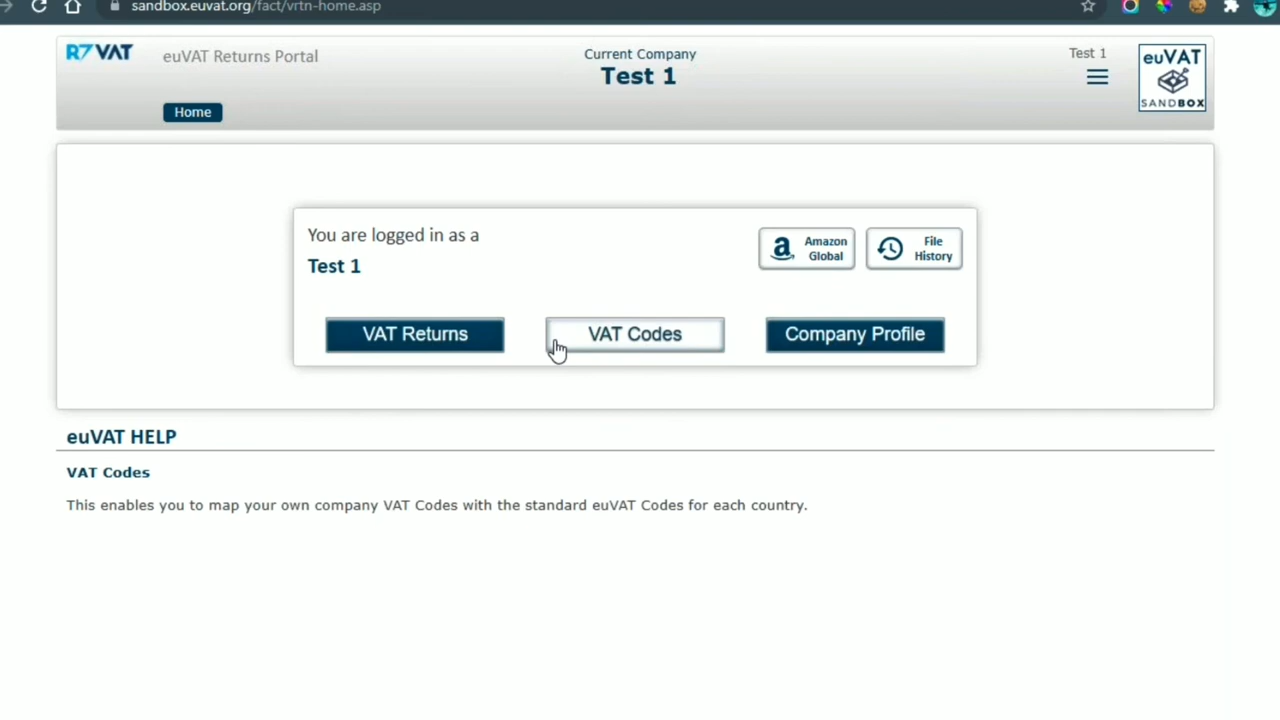 sandbox.euvat.org/fact/vrtn-home.asp
R7 VAT
euVAT Returns Portal
Current Company
Test 1
Test 1
euVAT
SANDBOX
Home
You are logged in as a
Test 1
Amazon
Global
File
History
VAT Returns
VAT Codes
Company Profile
euVAT HELP
VAT Codes
This enables you to map your own company VAT Codes with the standard euVAT Codes for each country.